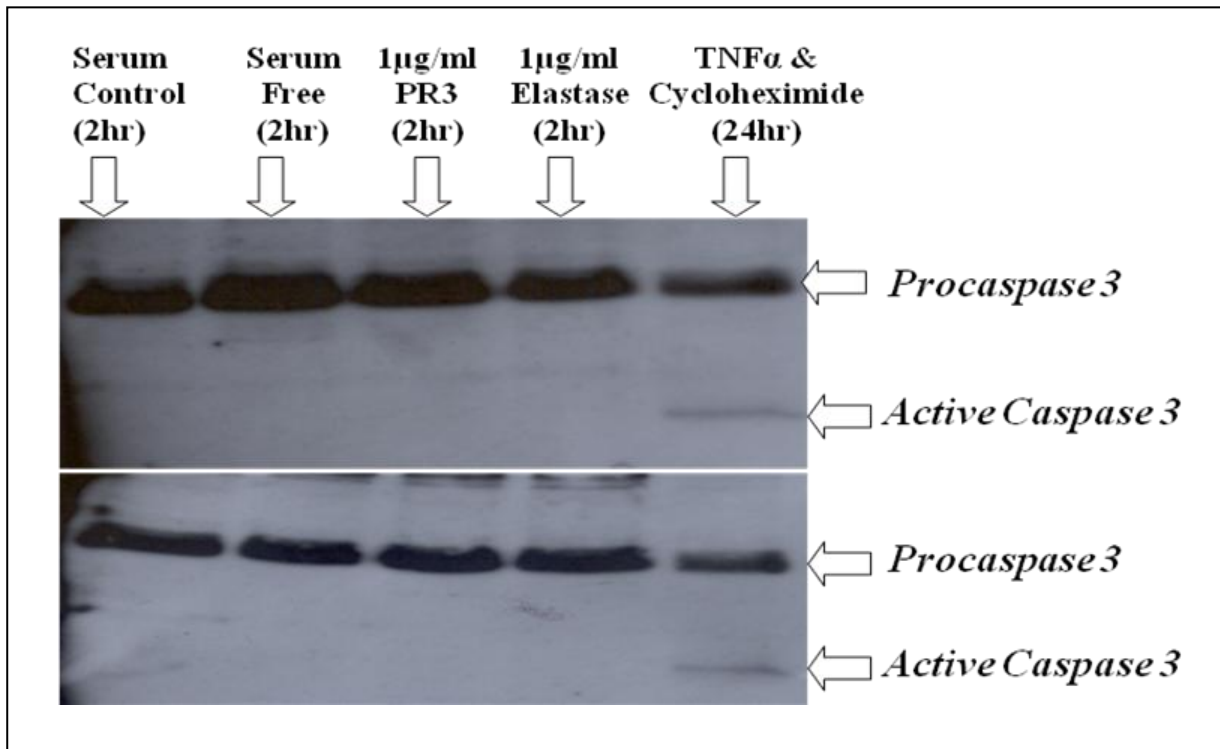 Serum Control (2hr)
Serum Free (2hr)
1µg/ml PR3 (2hr)
1µg/ml Elastase (2hr)
TNFα & Cycloheximide (24hr)
Procaspase 3
Active Caspase 3
Procaspase 3
Active Caspase 3